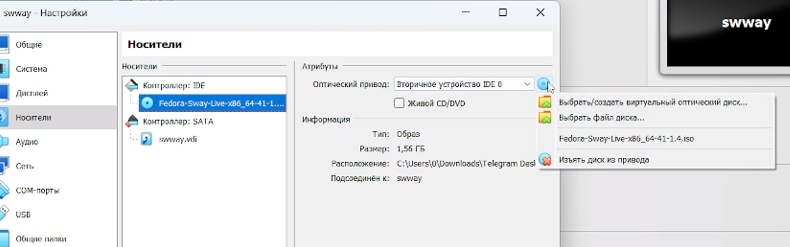 swway - Настройки
swway
Общие
Система
Дисплей
Носители
Аудио
Сеть
COM-порты
USB
Общие папки
Носители
Носители
Контроллер: IDE
Fedora-Sway-Live-x86_64-41-1....
Контроллер: SATA
swway.vdi
Атрибуты
Оптический привод: Вторичное устройство IDE 0
Живой CD/DVD
Информация
Тип: Образ
Размер: 1,56 ГБ
Расположение: C:\Users\0\Downloads\Telegram Desl
Подсоединён к: swway
Выбрать/создать виртуальный оптический диск...
Выбрать файл диска...
Fedora-Sway-Live-x86_64-41-1.4.iso
Изъять диск из привода